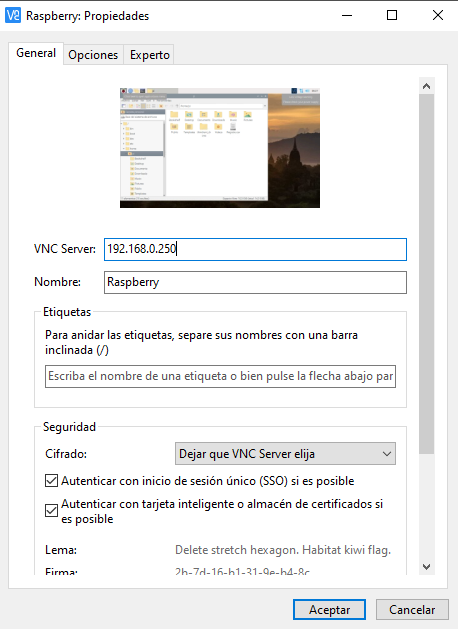 Raspberry: Propiedades
General
Opciones
Experto
VNC Server:
192.168.0.250
Nombre:
Raspberry
Etiquetas
Para anidar las etiquetas, separe sus nombres con una barra
inclinada (/)
Escriba el nombre de una etiqueta o bien pulse la flecha abajo par
Seguridad
Cifrado:
Dejar que VNC Server elija
Autenticar con inicio de sesión único (SSO) si es posible
Autenticar con tarjeta inteligente o almacén de certificados si
es posible
Lema:
Delete stretch hexagon. Habitat kiwi flag.
Firma:
2b-7d-16-b1-31-9e-b4-8c
Aceptar
Cancelar